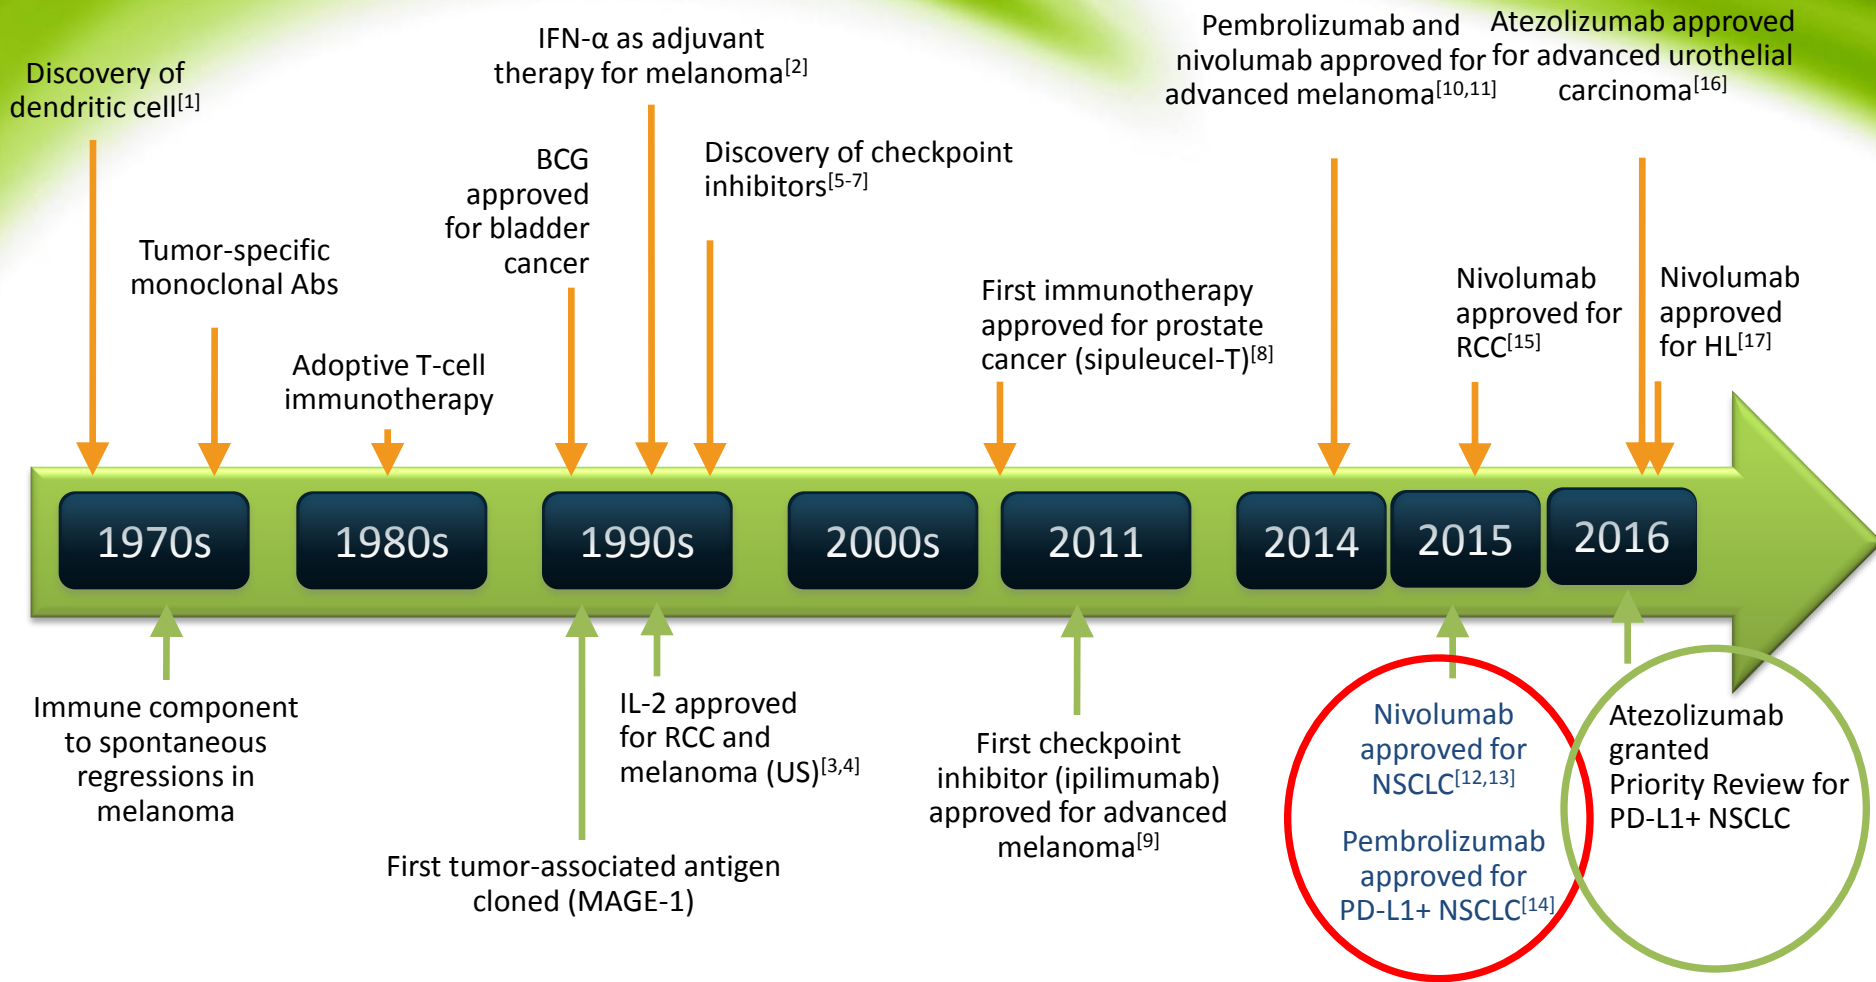 Discovery of
dendritic cell[1]
Tumor-specific
monoclonal Abs
Adoptive T-cell
immunotherapy
BCG
approved
for bladder
cancer
IFN-α as adjuvant
therapy for melanoma[2]
Discovery of checkpoint
inhibitors[5-7]
First immunotherapy
approved for prostate
cancer (sipuleucel-T)[8]
Pembrolizumab and
nivolumab approved for
advanced melanoma[10,11]
Nivolumab
approved for
RCC[15]
Atezolizumab approved
for advanced urothelial
carcinoma[16]
Nivolumab
approved
for HL[17]
1970s
1980s
1990s
2000s
2011
2014
2015
2016
Immune component
to spontaneous
regressions in
melanoma
First tumor-associated antigen
cloned (MAGE-1)
IL-2 approved
for RCC and
melanoma (US)[3,4]
First checkpoint
inhibitor (ipilimumab)
approved for advanced
melanoma[9]
Nivolumab
approved for
NSCLC[12,13]
Pembrolizumab
approved for
PD-L1+ NSCLC[14]
Atezolizumab
granted
Priority Review for
PD-L1+ NSCLC